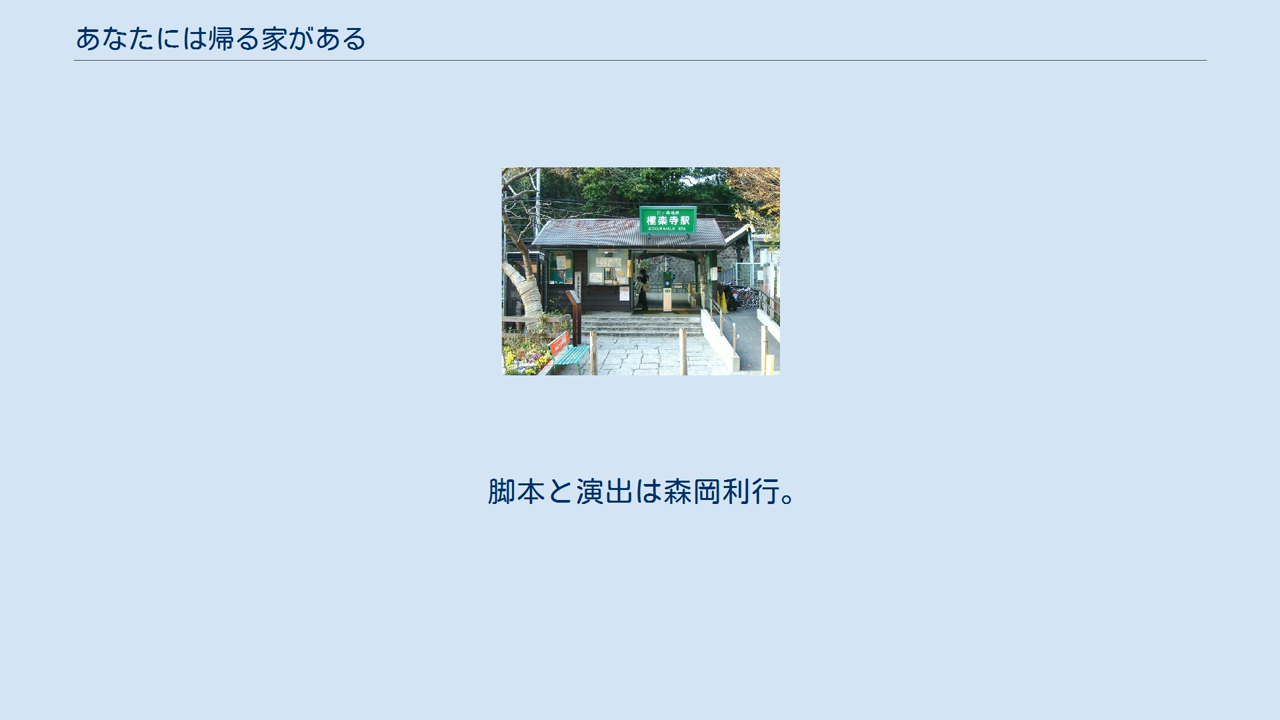 あなたには帰る家がある
極楽寺駅
脚本と演出は森岡利行。